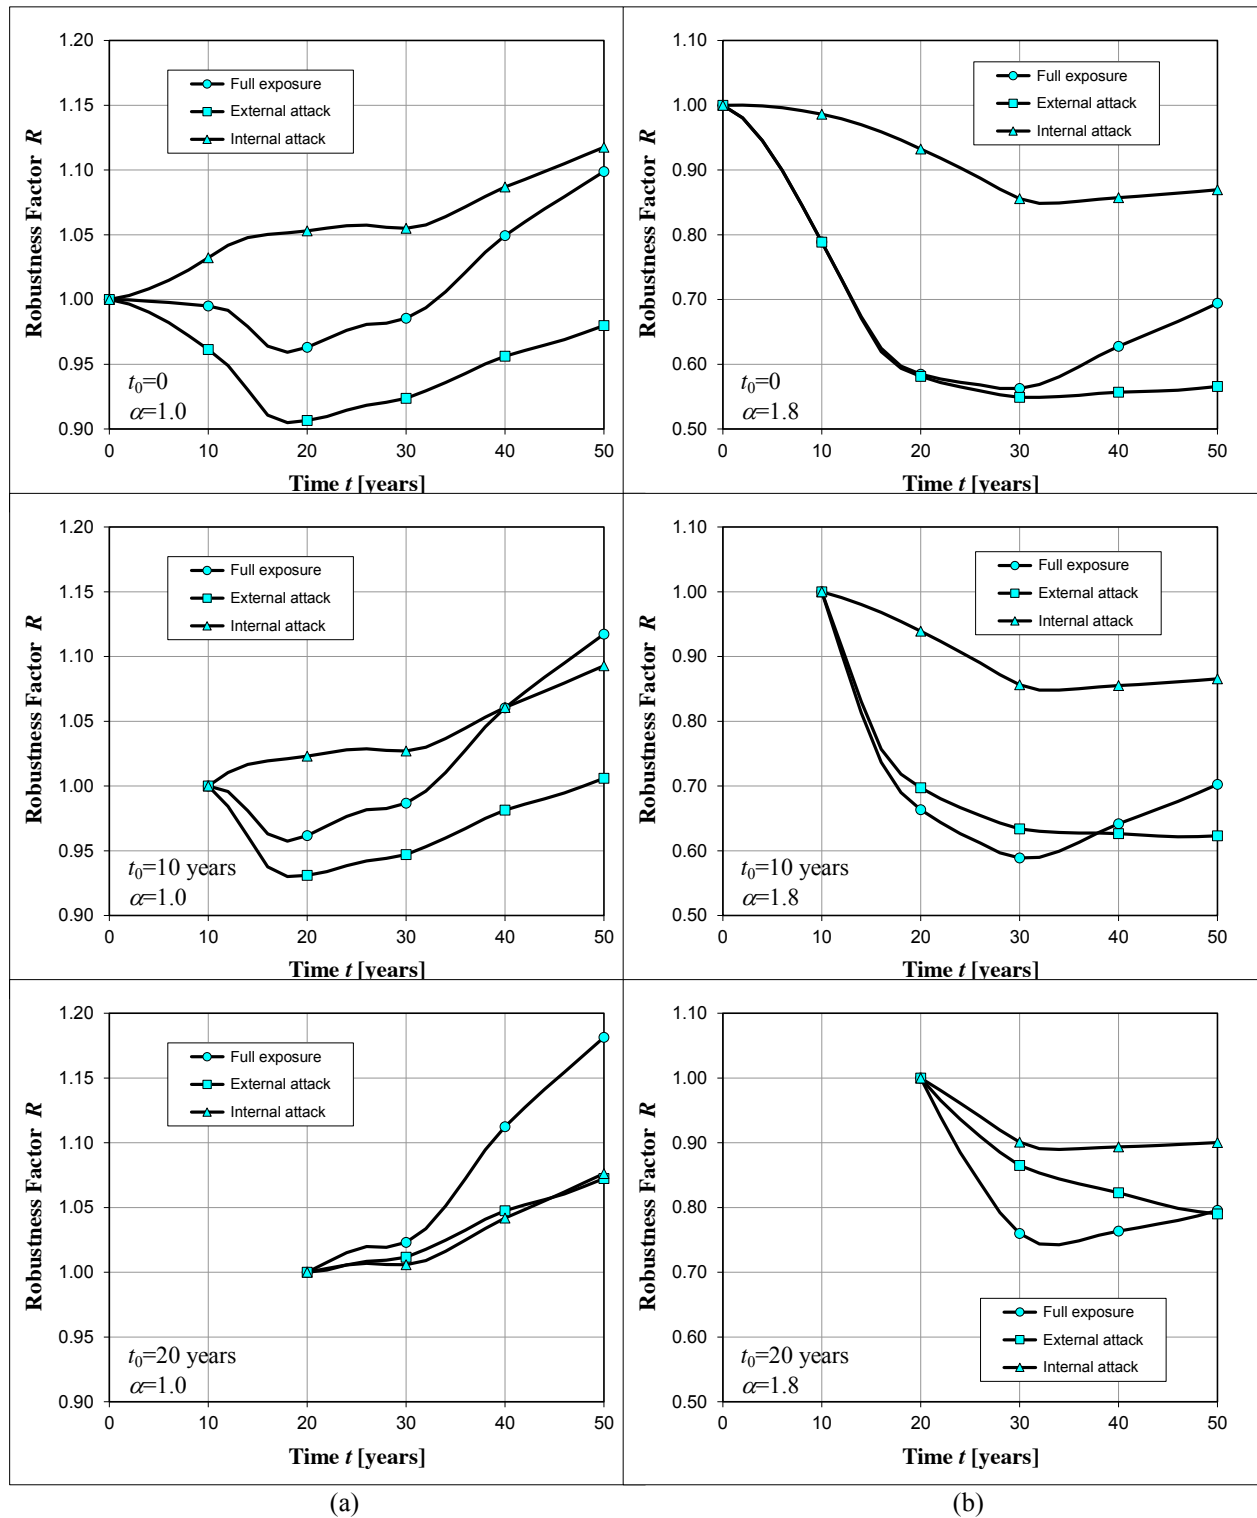 1.20
1.15
1.10
1.05
1.00
0.95
0.90
Robustness Factor R
Full exposure
External attack
Internal attack
t0=0
α=1.0
0 10 20 30 40 50
Time t [years]
1.10
1.00
0.90
0.80
0.70
0.60
0.50
Robustness Factor R
Full exposure
External attack
Internal attack
t0=0
α=1.8
0 10 20 30 40 50
Time t [years]
1.20
1.15
1.10
1.05
1.00
0.95
0.90
Robustness Factor R
Full exposure
External attack
Internal attack
t0=10 years
α=1.0
0 10 20 30 40 50
Time t [years]
1.10
1.00
0.90
0.80
0.70
0.60
0.50
Robustness Factor R
Full exposure
External attack
Internal attack
t0=10 years
α=1.8
0 10 20 30 40 50
Time t [years]
1.20
1.15
1.10
1.05
1.00
0.95
0.90
Robustness Factor R
Full exposure
External attack
Internal attack
t0=20 years
α=1.0
0 10 20 30 40 50
Time t [years]
1.10
1.00
0.90
0.80
0.70
0.60
0.50
Robustness Factor R
Full exposure
External attack
Internal attack
t0=20 years
α=1.8
0 10 20 30 40 50
Time t [years]
(a)
(b)